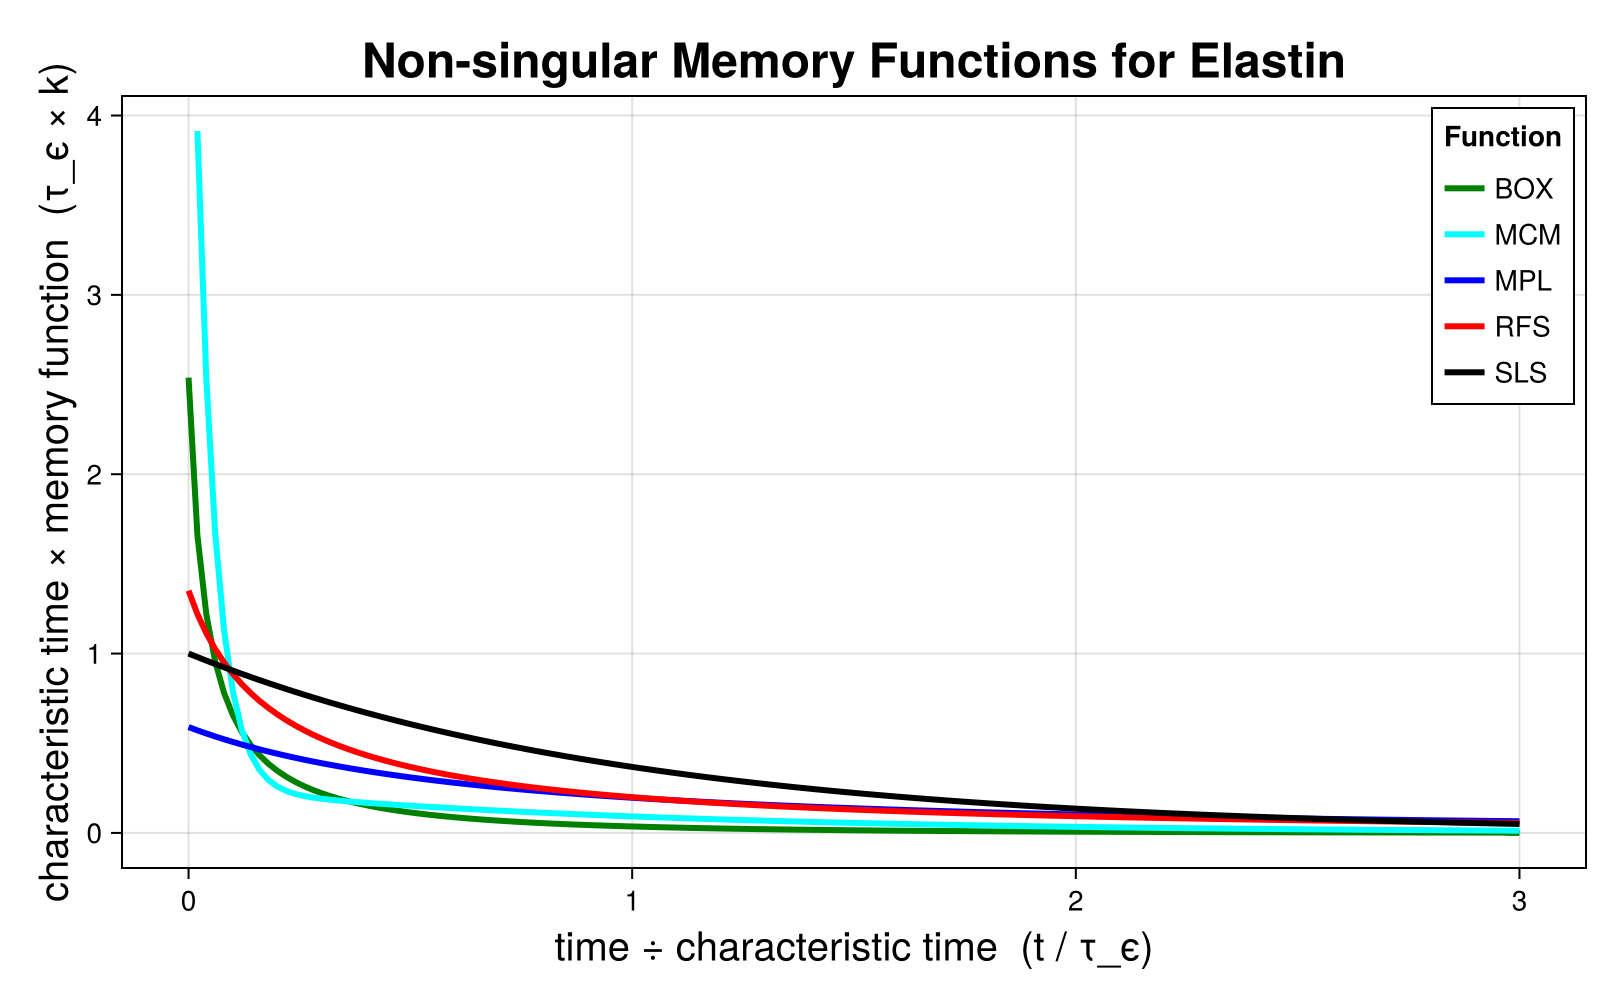 Non-singular Memory Functions for Elastin
characteristic time × memory function (τ_ϵ × k)
4
3
2
1
0
0
1
2
3
time ÷ characteristic time (t / τ_ϵ)
Function
BOX
MCM
MPL
RFS
SLS